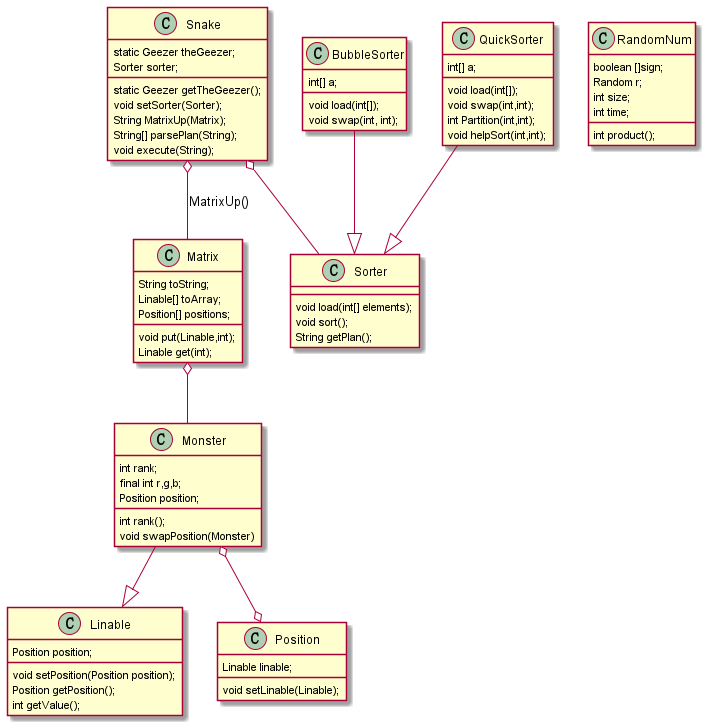 C Snake
static Geezer theGeezer;
Sorter sorter;
static Geezer getTheGeezer();
void setSorter(Sorter);
String MatrixUp(Matrix);
String[] parsePlan(String);
void execute(String);
C BubbleSorter
int[] a;
void load(int[]);
void swap(int, int);
C QuickSorter
int[] a;
void load(int[]);
void swap(int,int);
int Partition(int,int);
void helpSort(int,int);
C RandomNum
boolean []sign;
Random r;
int size;
int time;
int product();
MatrixUp()
C Matrix
String toString;
Linable[] toArray;
Position[] positions;
void put(Linable,int);
Linable get(int);
C Sorter
void load(int[] elements);
void sort();
String getPlan();
C Monster
int rank;
final int r,g,b;
Position position;
int rank();
void swapPosition(Monster)
C Linable
Position position;
void setPosition(Position position);
Position getPosition();
int getValue();
C Position
Linable linable;
void setLinable(Linable);